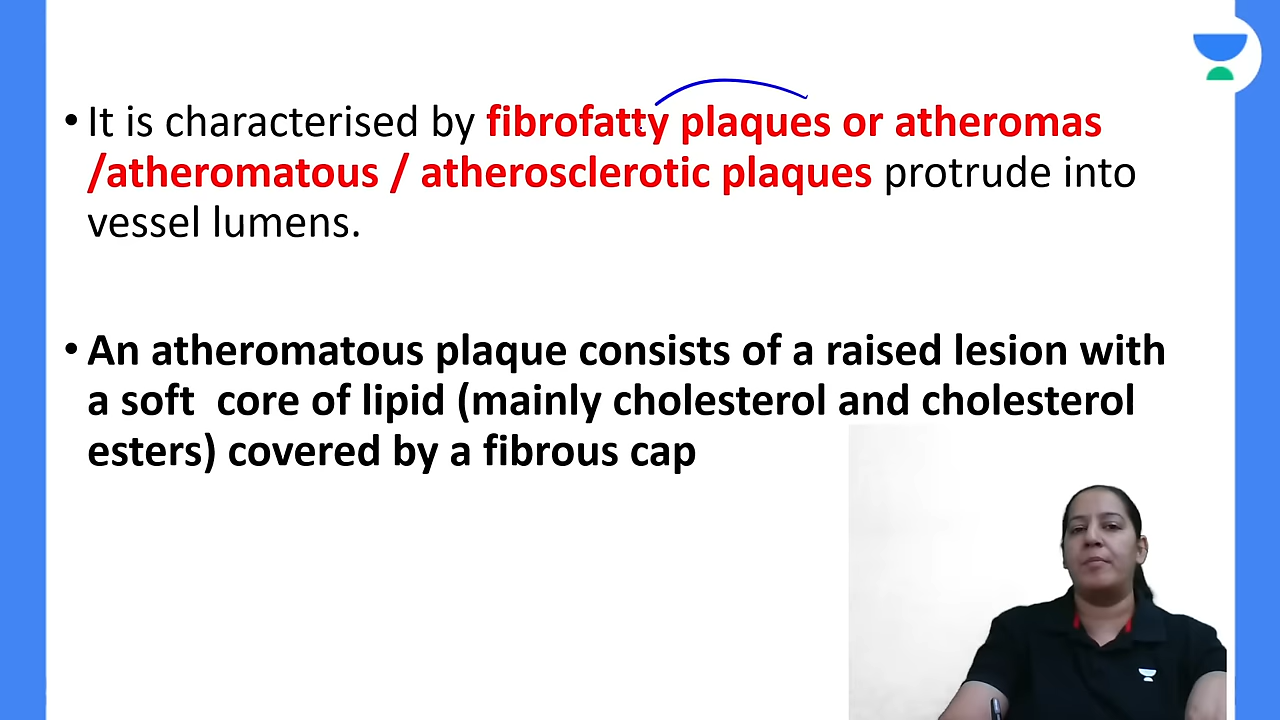 • It is characterised by fibrofatty plaques or atheromas
/atheromatous / atherosclerotic plaques protrude into
vessel lumens.
• An atheromatous plaque consists of a raised lesion with
a soft core of lipid (mainly cholesterol and cholesterol
esters) covered by a fibrous cap